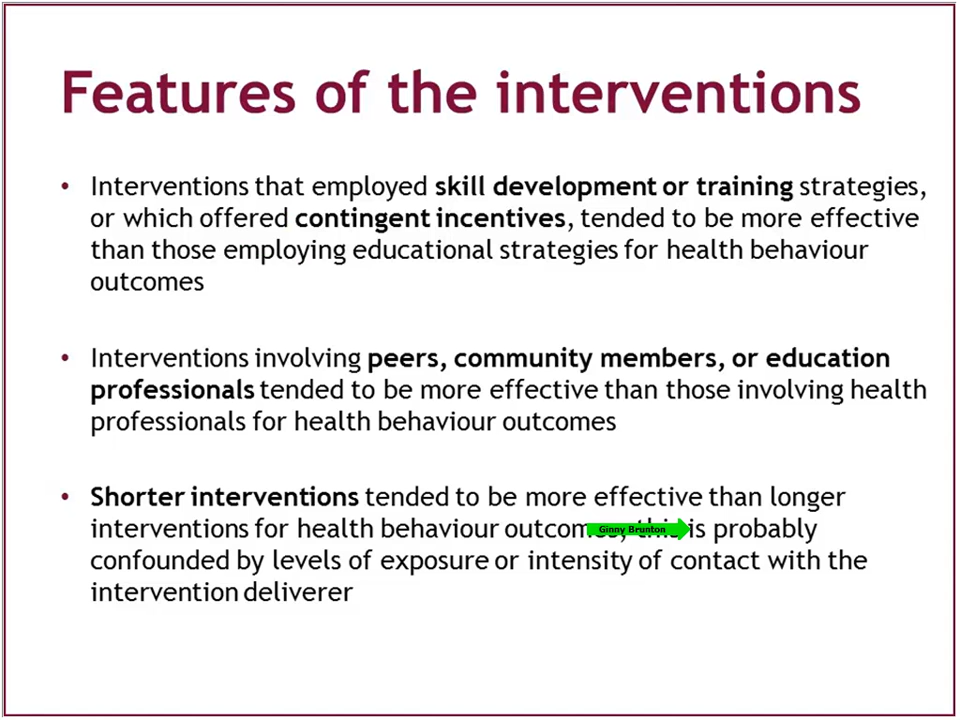 Features of the interventions
• Interventions that employed skill development or training strategies,
or which offered contingent incentives, tended to be more effective
than those employing educational strategies for health behaviour
outcomes
• Interventions involving peers, community members, or education
professionals tended to be more effective than those involving health
professionals for health behaviour outcomes
• Shorter interventions tended to be more effective than longer
interventions for health behaviour outcomes, this is probably
Ginny Brunton
confounded by levels of exposure or intensity of contact with the
intervention deliverer